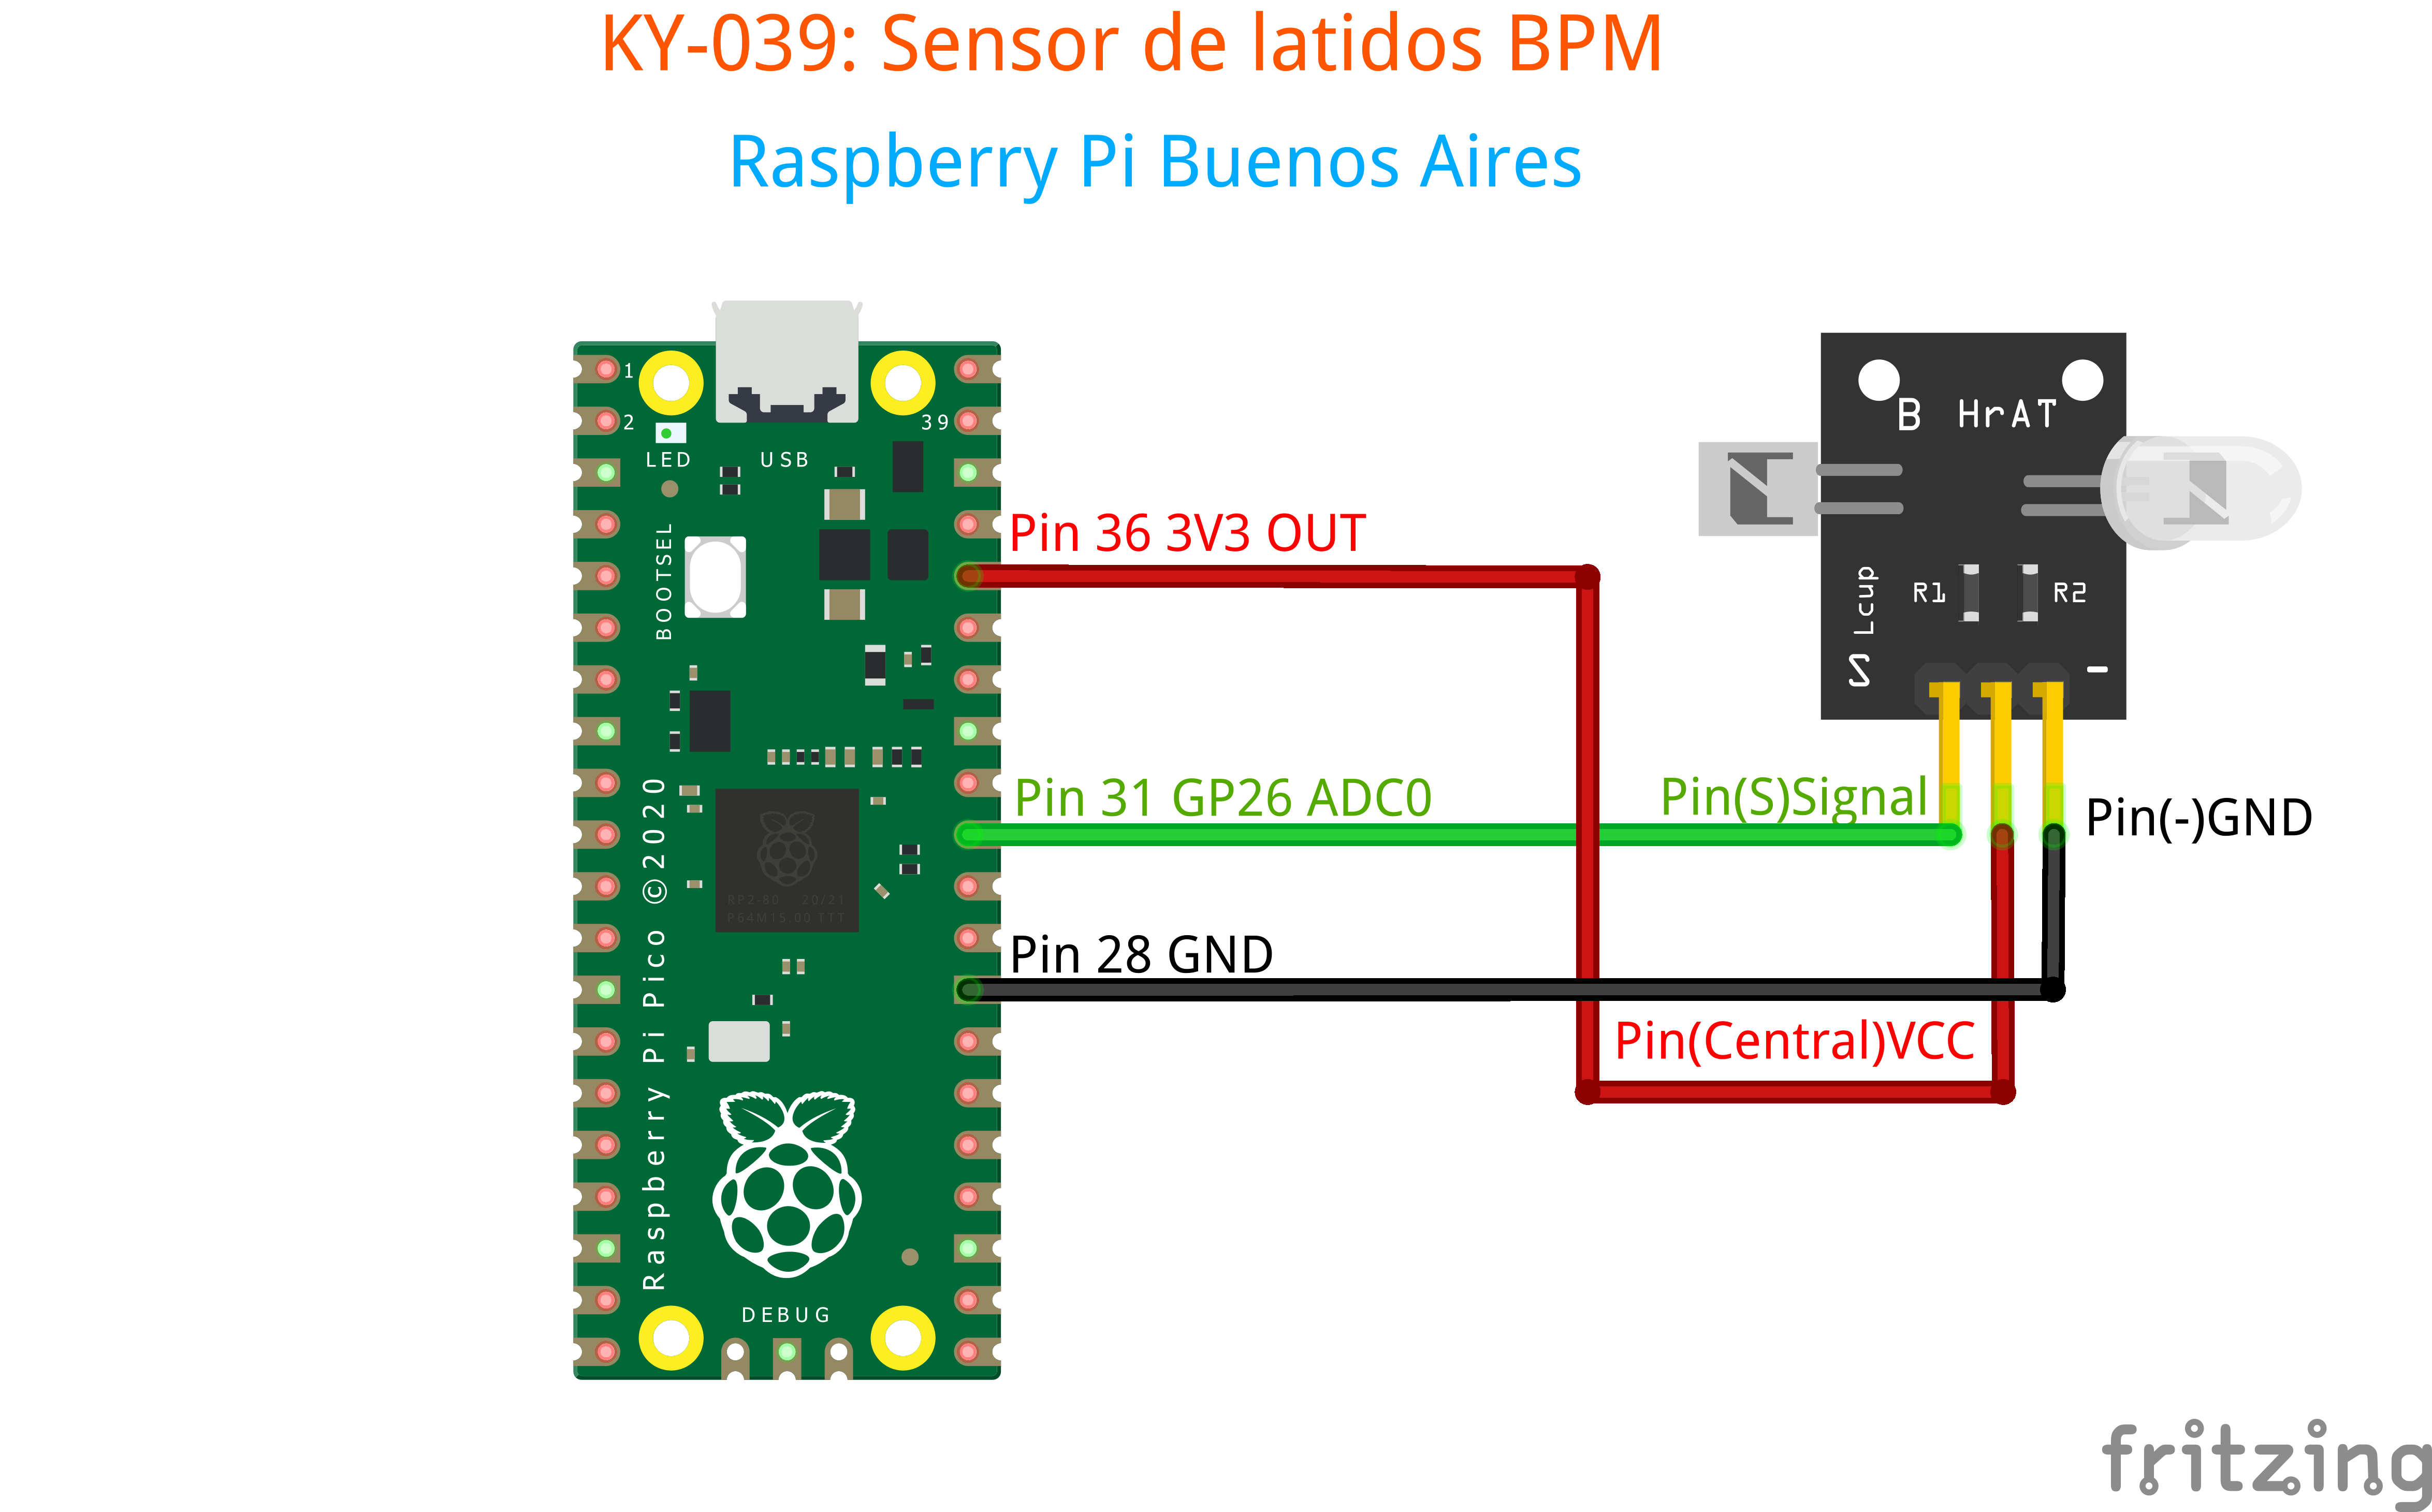 KY-039: Sensor de latidos BPM
Raspberry Pi Buenos Aires
1
2
39
LED
USB
BOOTSEL
B HrAT
Pin 36 3V3 OUT
Lcup
R1
R2
S
-
Pin 31 GP26 ADC0
Pin(S)Signal
Pin(-)GND
RP2-80 20/21
P64M15.00 TTT
Raspberry Pi Pico ©2020
Pin 28 GND
Pin(Central)VCC
DEBUG
fritzing